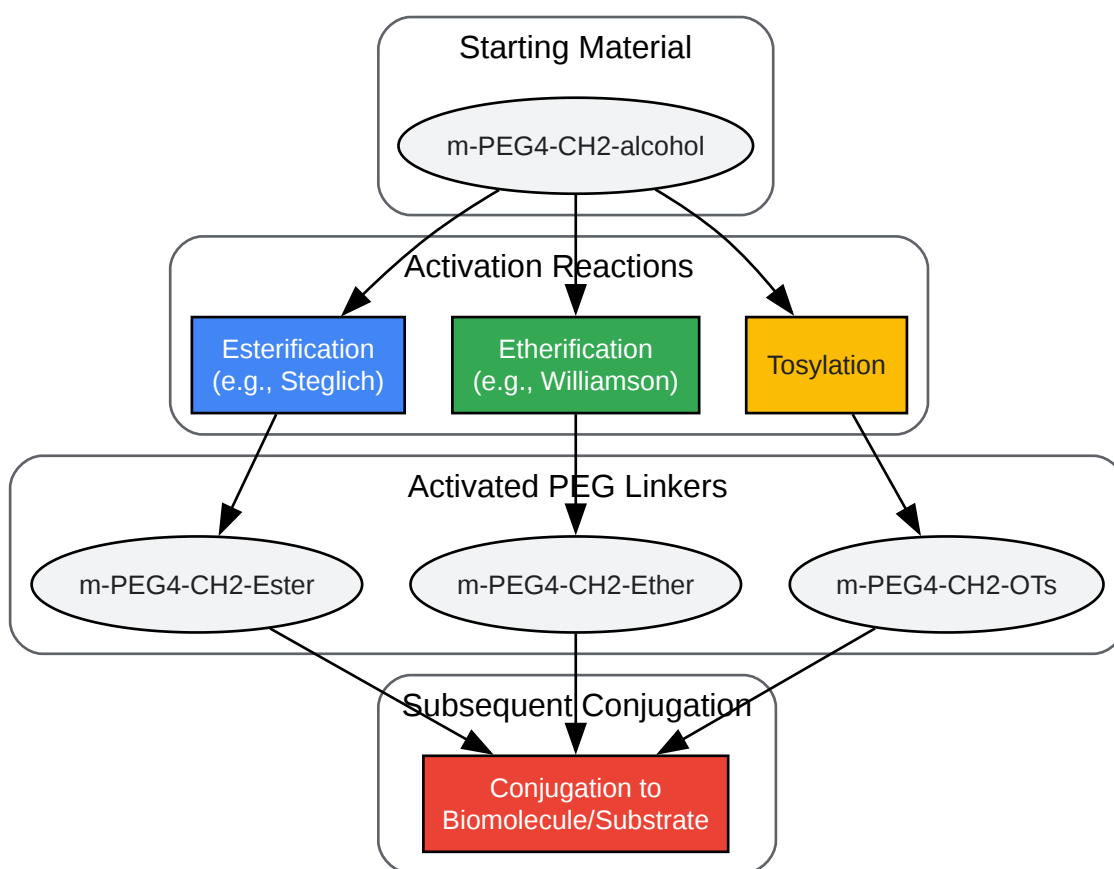 Starting Material
m-PEG4-CH2-alcohol
Activation Reactions
Esterification
(e.g., Steglich)
Etherification
(e.g., Williamson)
Tosylation
Activated PEG Linkers
m-PEG4-CH2-Ester
m-PEG4-CH2-Ether
m-PEG4-CH2-OTs
Subsequent Conjugation
Conjugation to
Biomolecule/Substrate